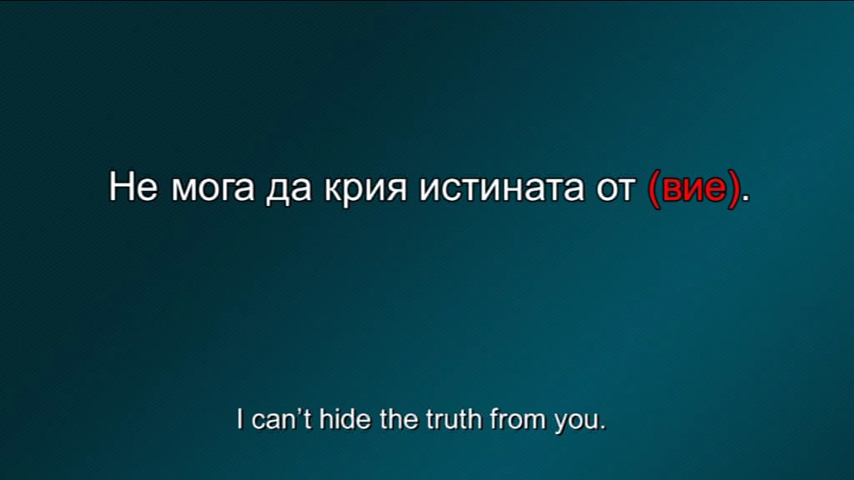 Не мога да крия истината от (вие).
I can't hide the truth from you.